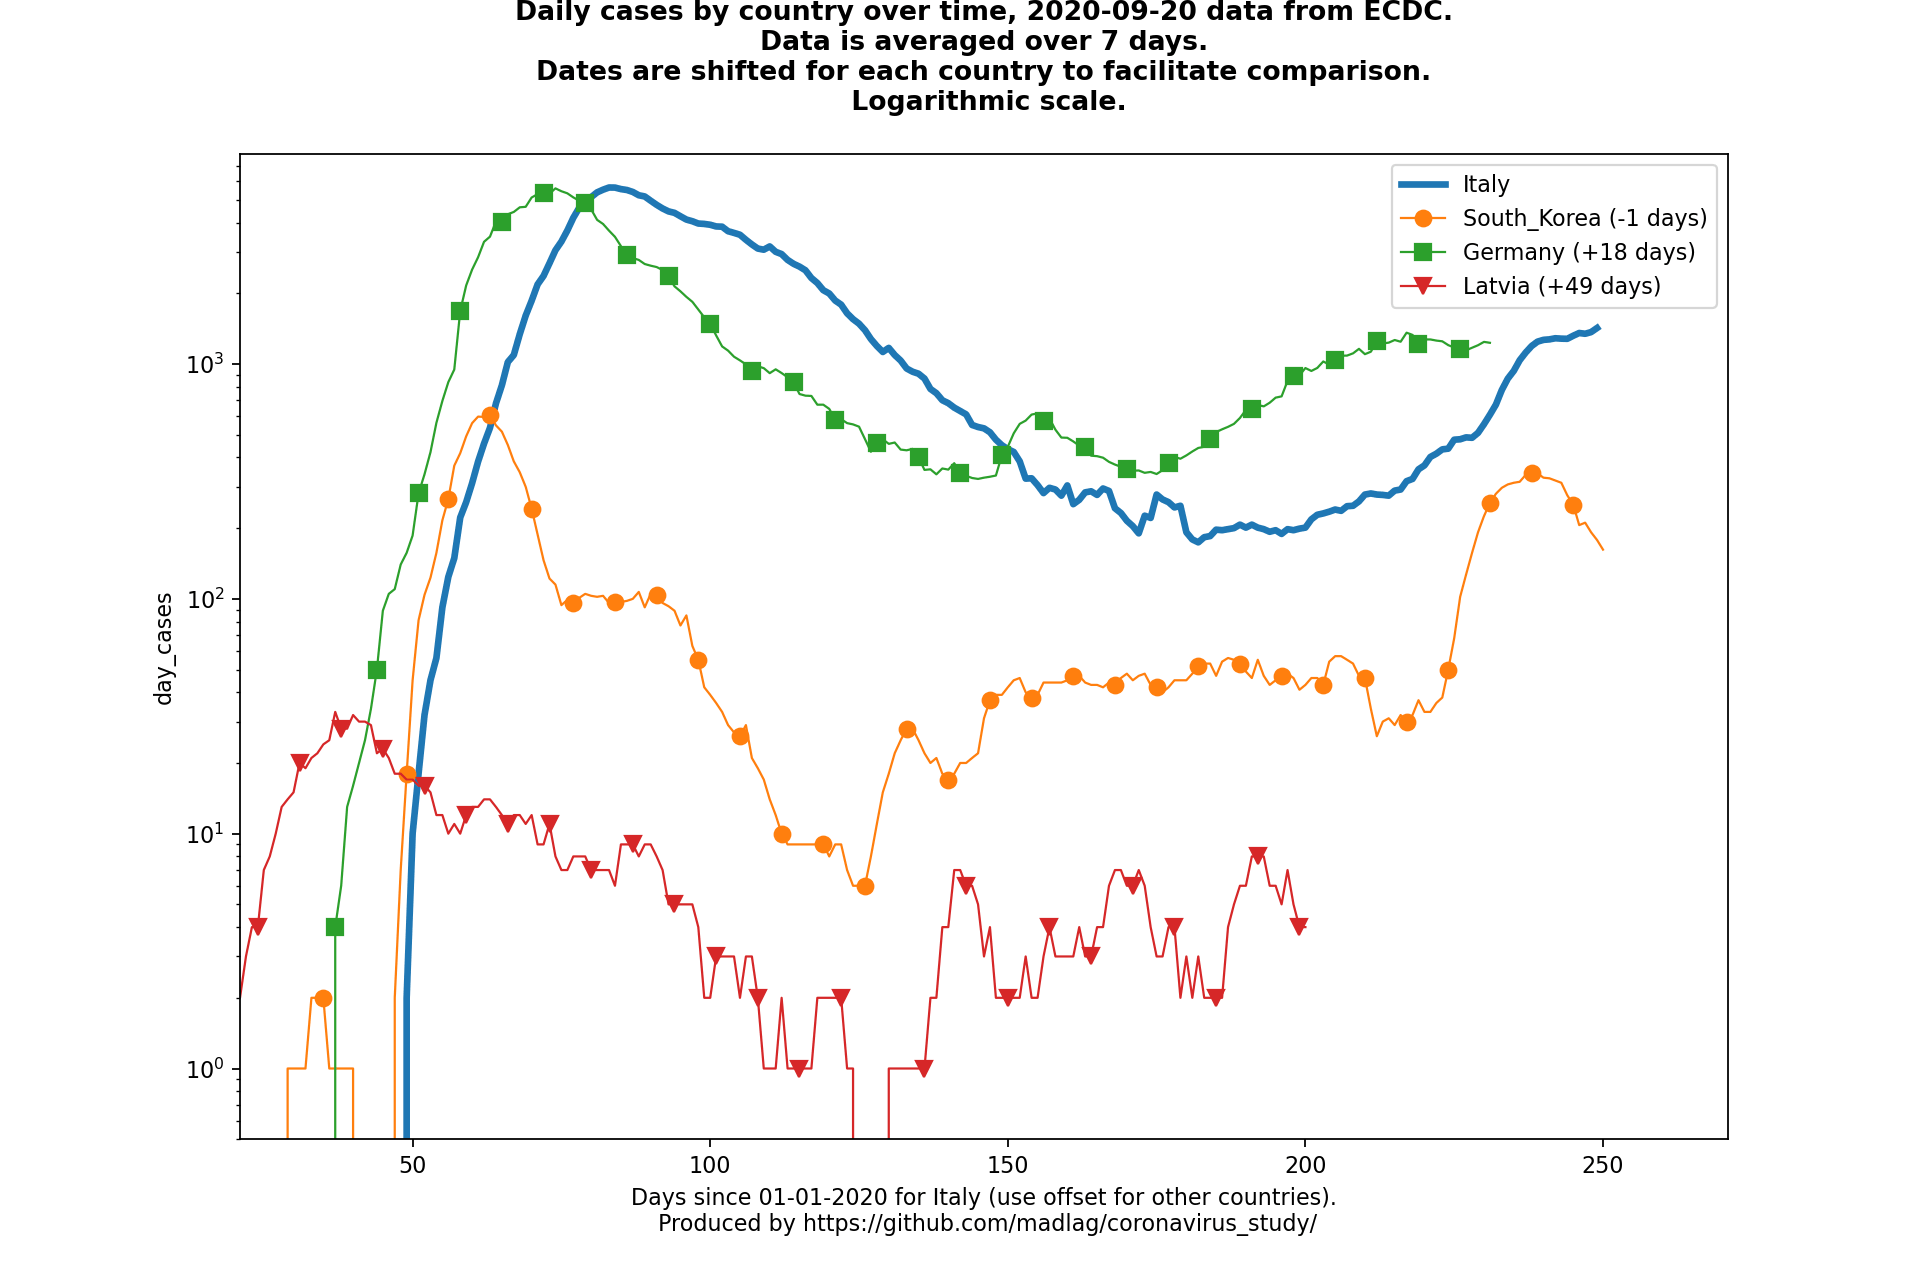 Daily cases by country over time, 2020-09-20 data from ECDC.
Data is averaged over 7 days.
Dates are shifted for each country to facilitate comparison.
Logarithmic scale.
Italy
South_Korea (-1 days)
Germany (+18 days)
Latvia (+49 days)
day_cases
10³
10²
10¹
10⁰
50 100 150 200 250
Days since 01-01-2020 for Italy (use offset for other countries).
Produced by https://github.com/madlag/coronavirus_study/